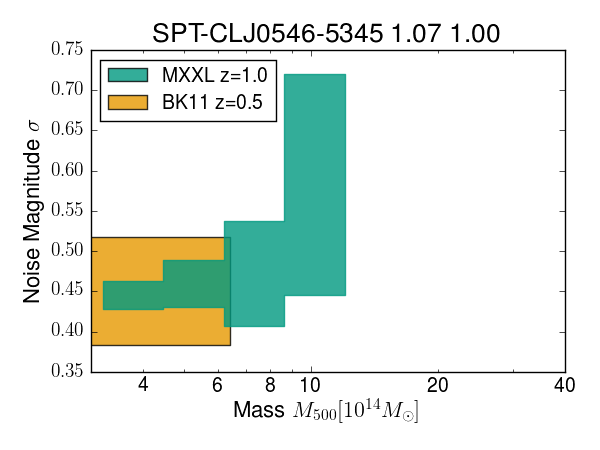 SPT-CLJ0546-5345 1.07 1.00
MXXL z=1.0
BK11 z=0.5
Noise Magnitude σ
0.75
0.70
0.65
0.60
0.55
0.50
0.45
0.40
0.35
4 6 8 10 20 40
Mass M₅₀₀[10¹⁴M☉]